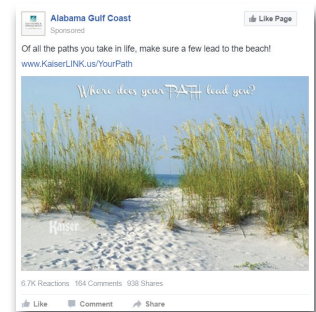 Alabama Gulf Coast
Sponsored
Like Page
Of all the paths you take in life, make sure a few lead to the beach!
www.KaiserLINK.us/YourPath
Where does your PATH lead you?
Kaiser
6.7K Reactions 164 Comments 938 Shares
Like Comment Share